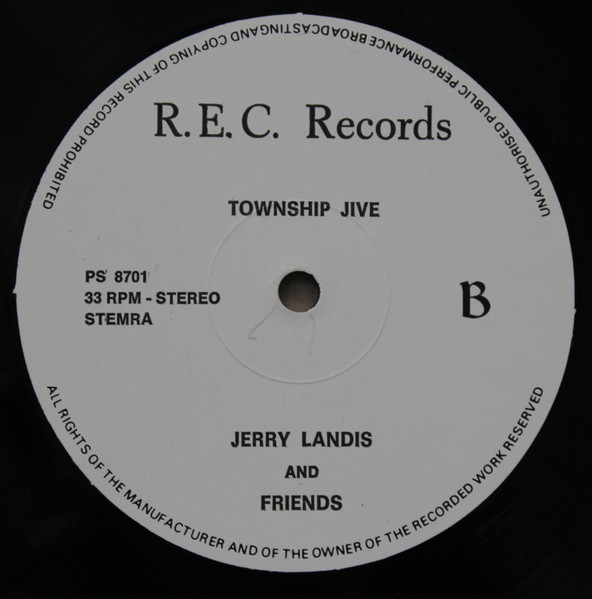 UNAUTHORISED PUBLIC PERFORMANCE BROADCASTINGAND COPYING OF THIS RECORD PROHIBITED
R.E.C. Records
TOWNSHIP JIVE
PS 8701
33 RPM - STEREO
STEMRA
B
JERRY LANDIS
AND
FRIENDS
ALL RIGHTS OF THE MANUFACTURER AND OF THE OWNER OF THE RECORDED WORK RESERVED